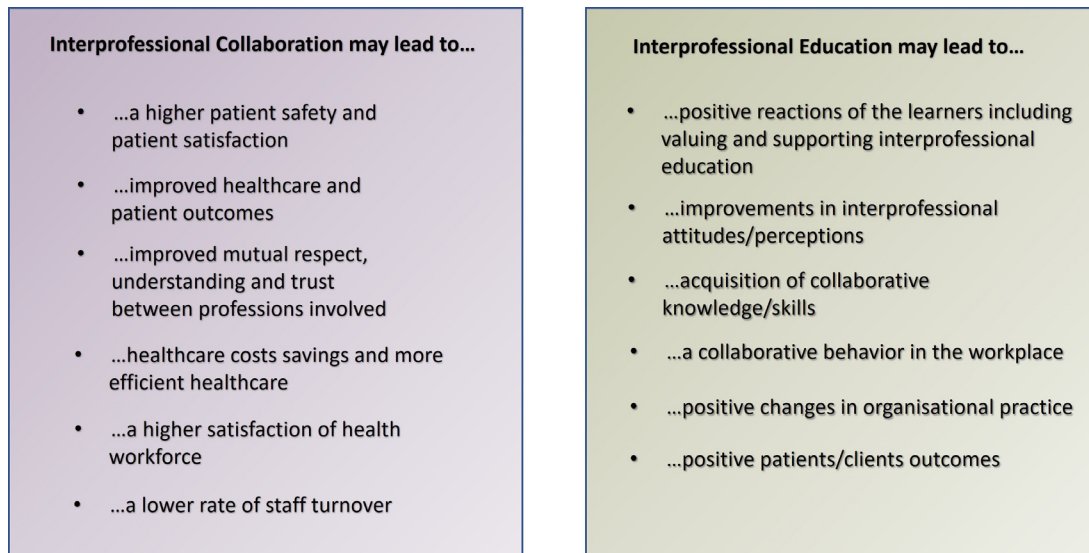 Interprofessional Collaboration may lead to...
• ...a higher patient safety and
patient satisfaction
• ...improved healthcare and
patient outcomes
• ...improved mutual respect,
understanding and trust
between professions involved
• ...healthcare costs savings and more
efficient healthcare
• ...a higher satisfaction of health
workforce
• ...a lower rate of staff turnover
Interprofessional Education may lead to...
• ...positive reactions of the learners including
valuing and supporting interprofessional
education
• ...improvements in interprofessional
attitudes/perceptions
• ...acquisition of collaborative
knowledge/skills
• ...a collaborative behavior in the workplace
• ...positive changes in organisational practice
• ...positive patients/clients outcomes